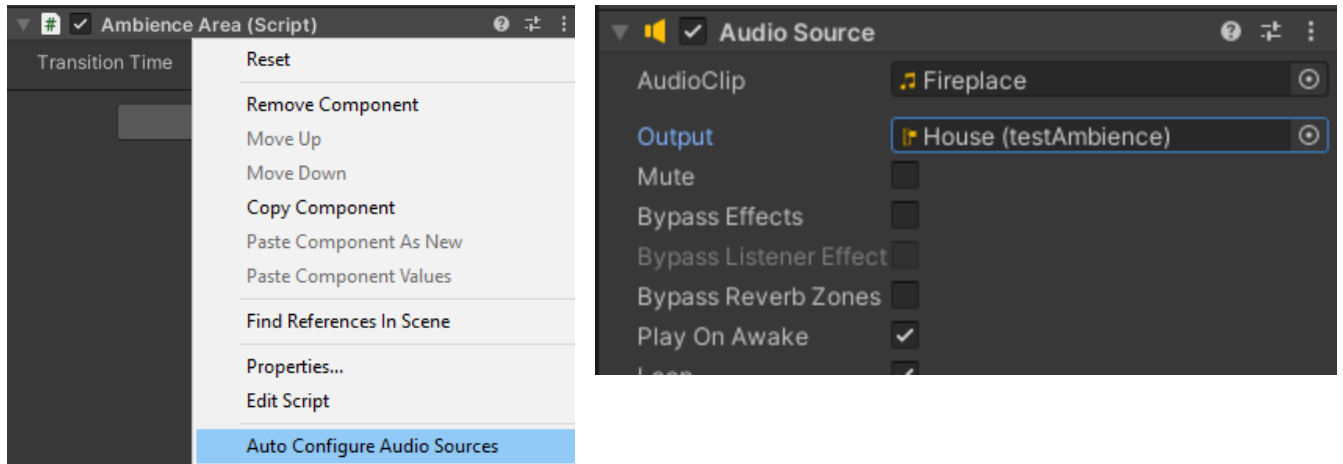 Ambience Area (Script)
Transition Time
Reset
Remove Component
Move Up
Move Down
Copy Component
Paste Component As New
Paste Component Values
Find References In Scene
Properties...
Edit Script
Auto Configure Audio Sources
Audio Source
AudioClip
Fireplace
Output
House (testAmbience)
Mute
Bypass Effects
Bypass Listener Effect
Bypass Reverb Zones
Play On Awake
Loop